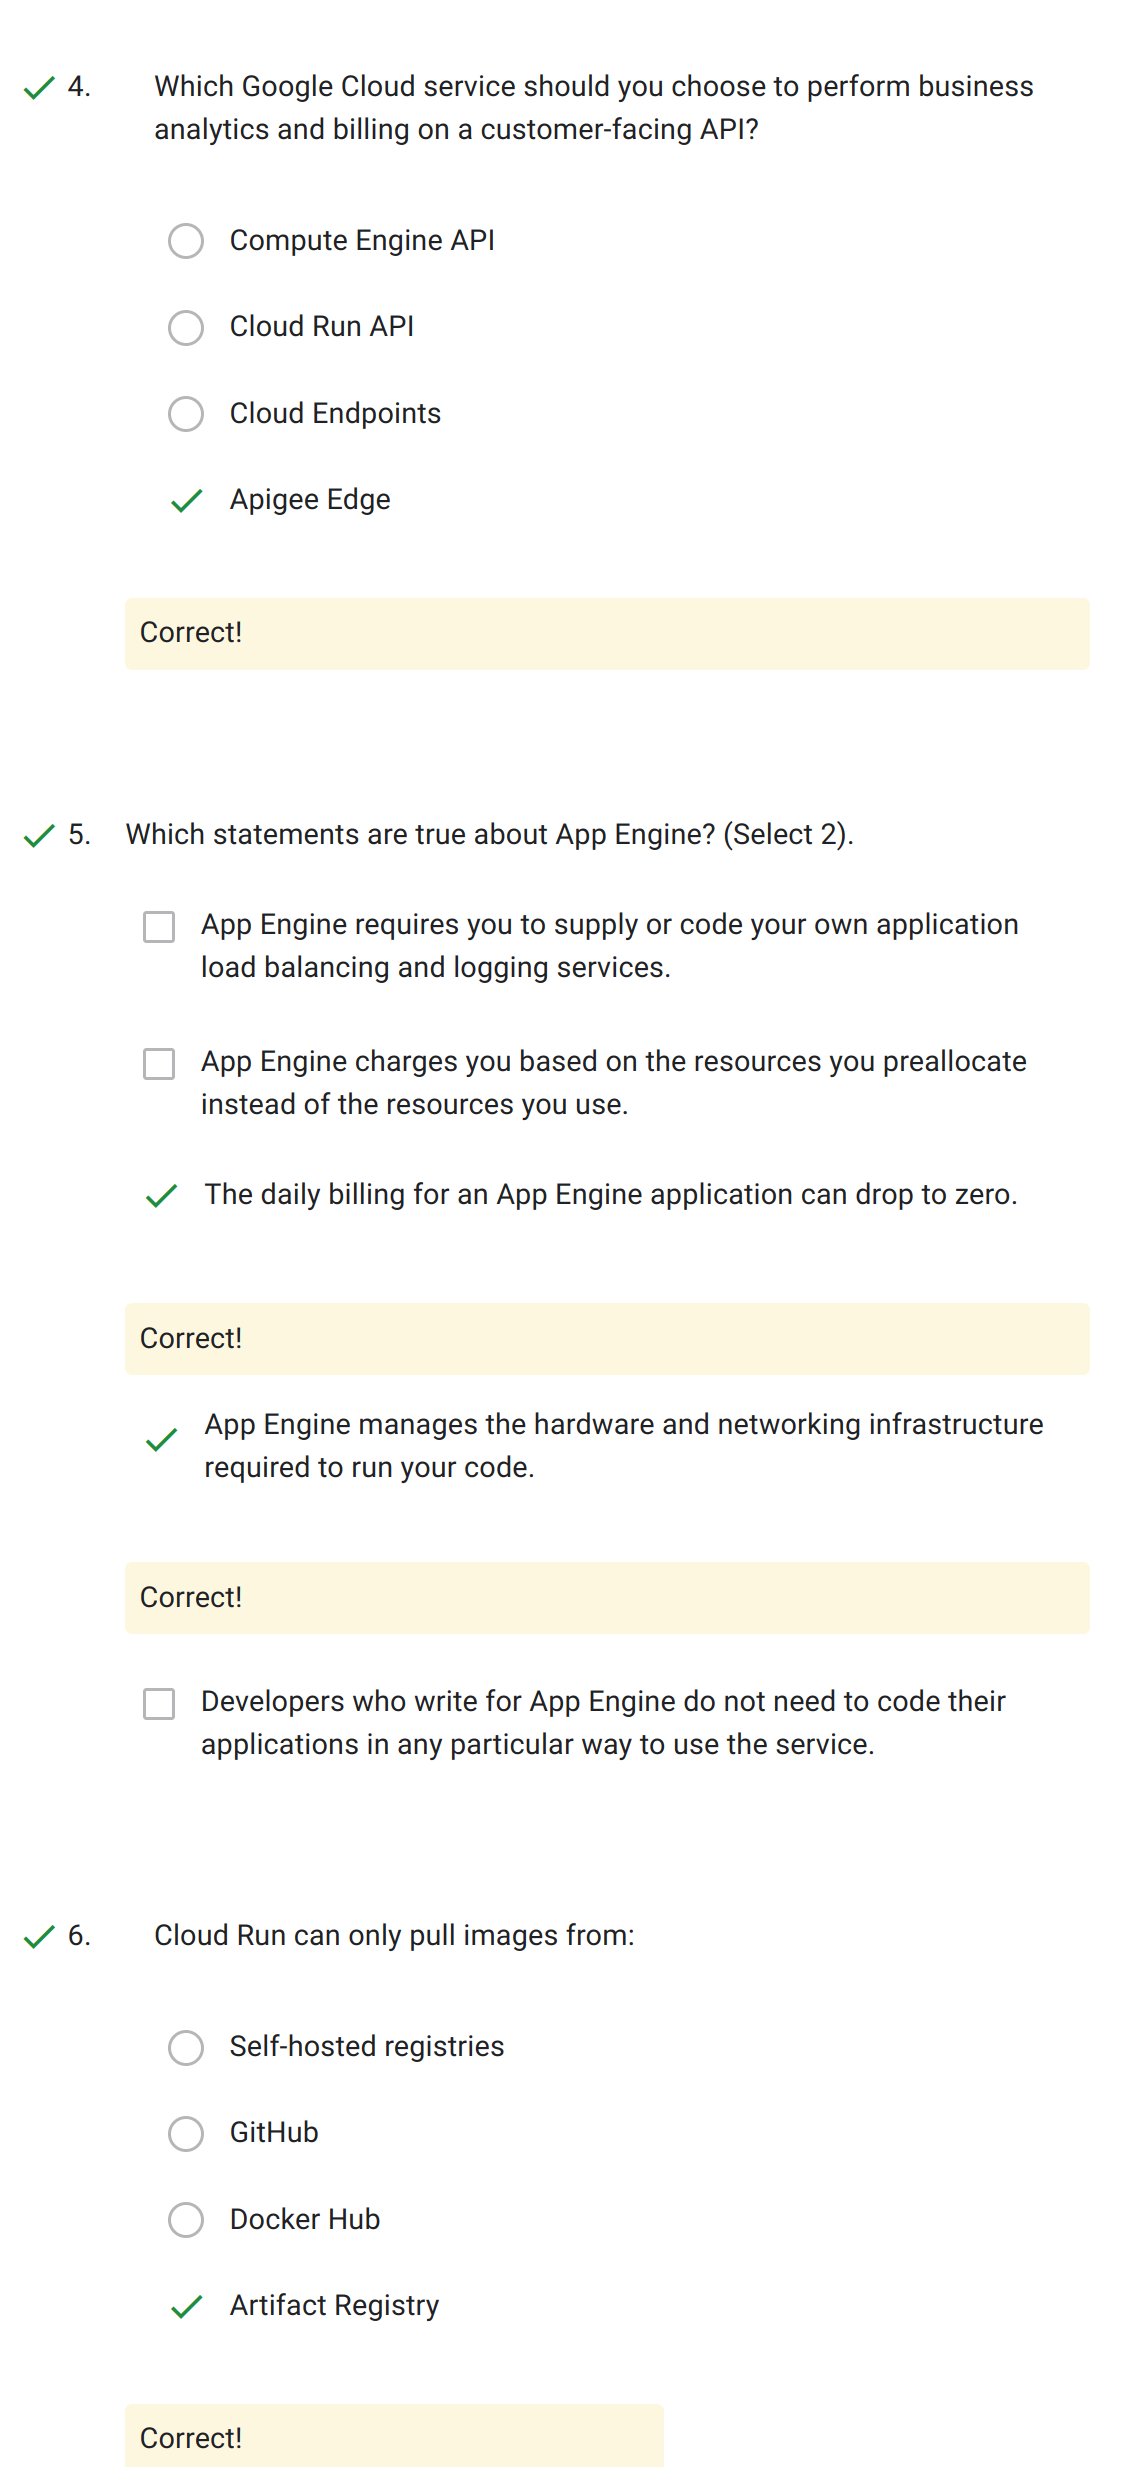 4. Which Google Cloud service should you choose to perform business
analytics and billing on a customer-facing API?
Compute Engine API
Cloud Run API
Cloud Endpoints
Apigee Edge
Correct!
5. Which statements are true about App Engine? (Select 2).
App Engine requires you to supply or code your own application
load balancing and logging services.
App Engine charges you based on the resources you preallocate
instead of the resources you use.
The daily billing for an App Engine application can drop to zero.
Correct!
App Engine manages the hardware and networking infrastructure
required to run your code.
Correct!
Developers who write for App Engine do not need to code their
applications in any particular way to use the service.
6. Cloud Run can only pull images from:
Self-hosted registries
GitHub
Docker Hub
Artifact Registry
Correct!